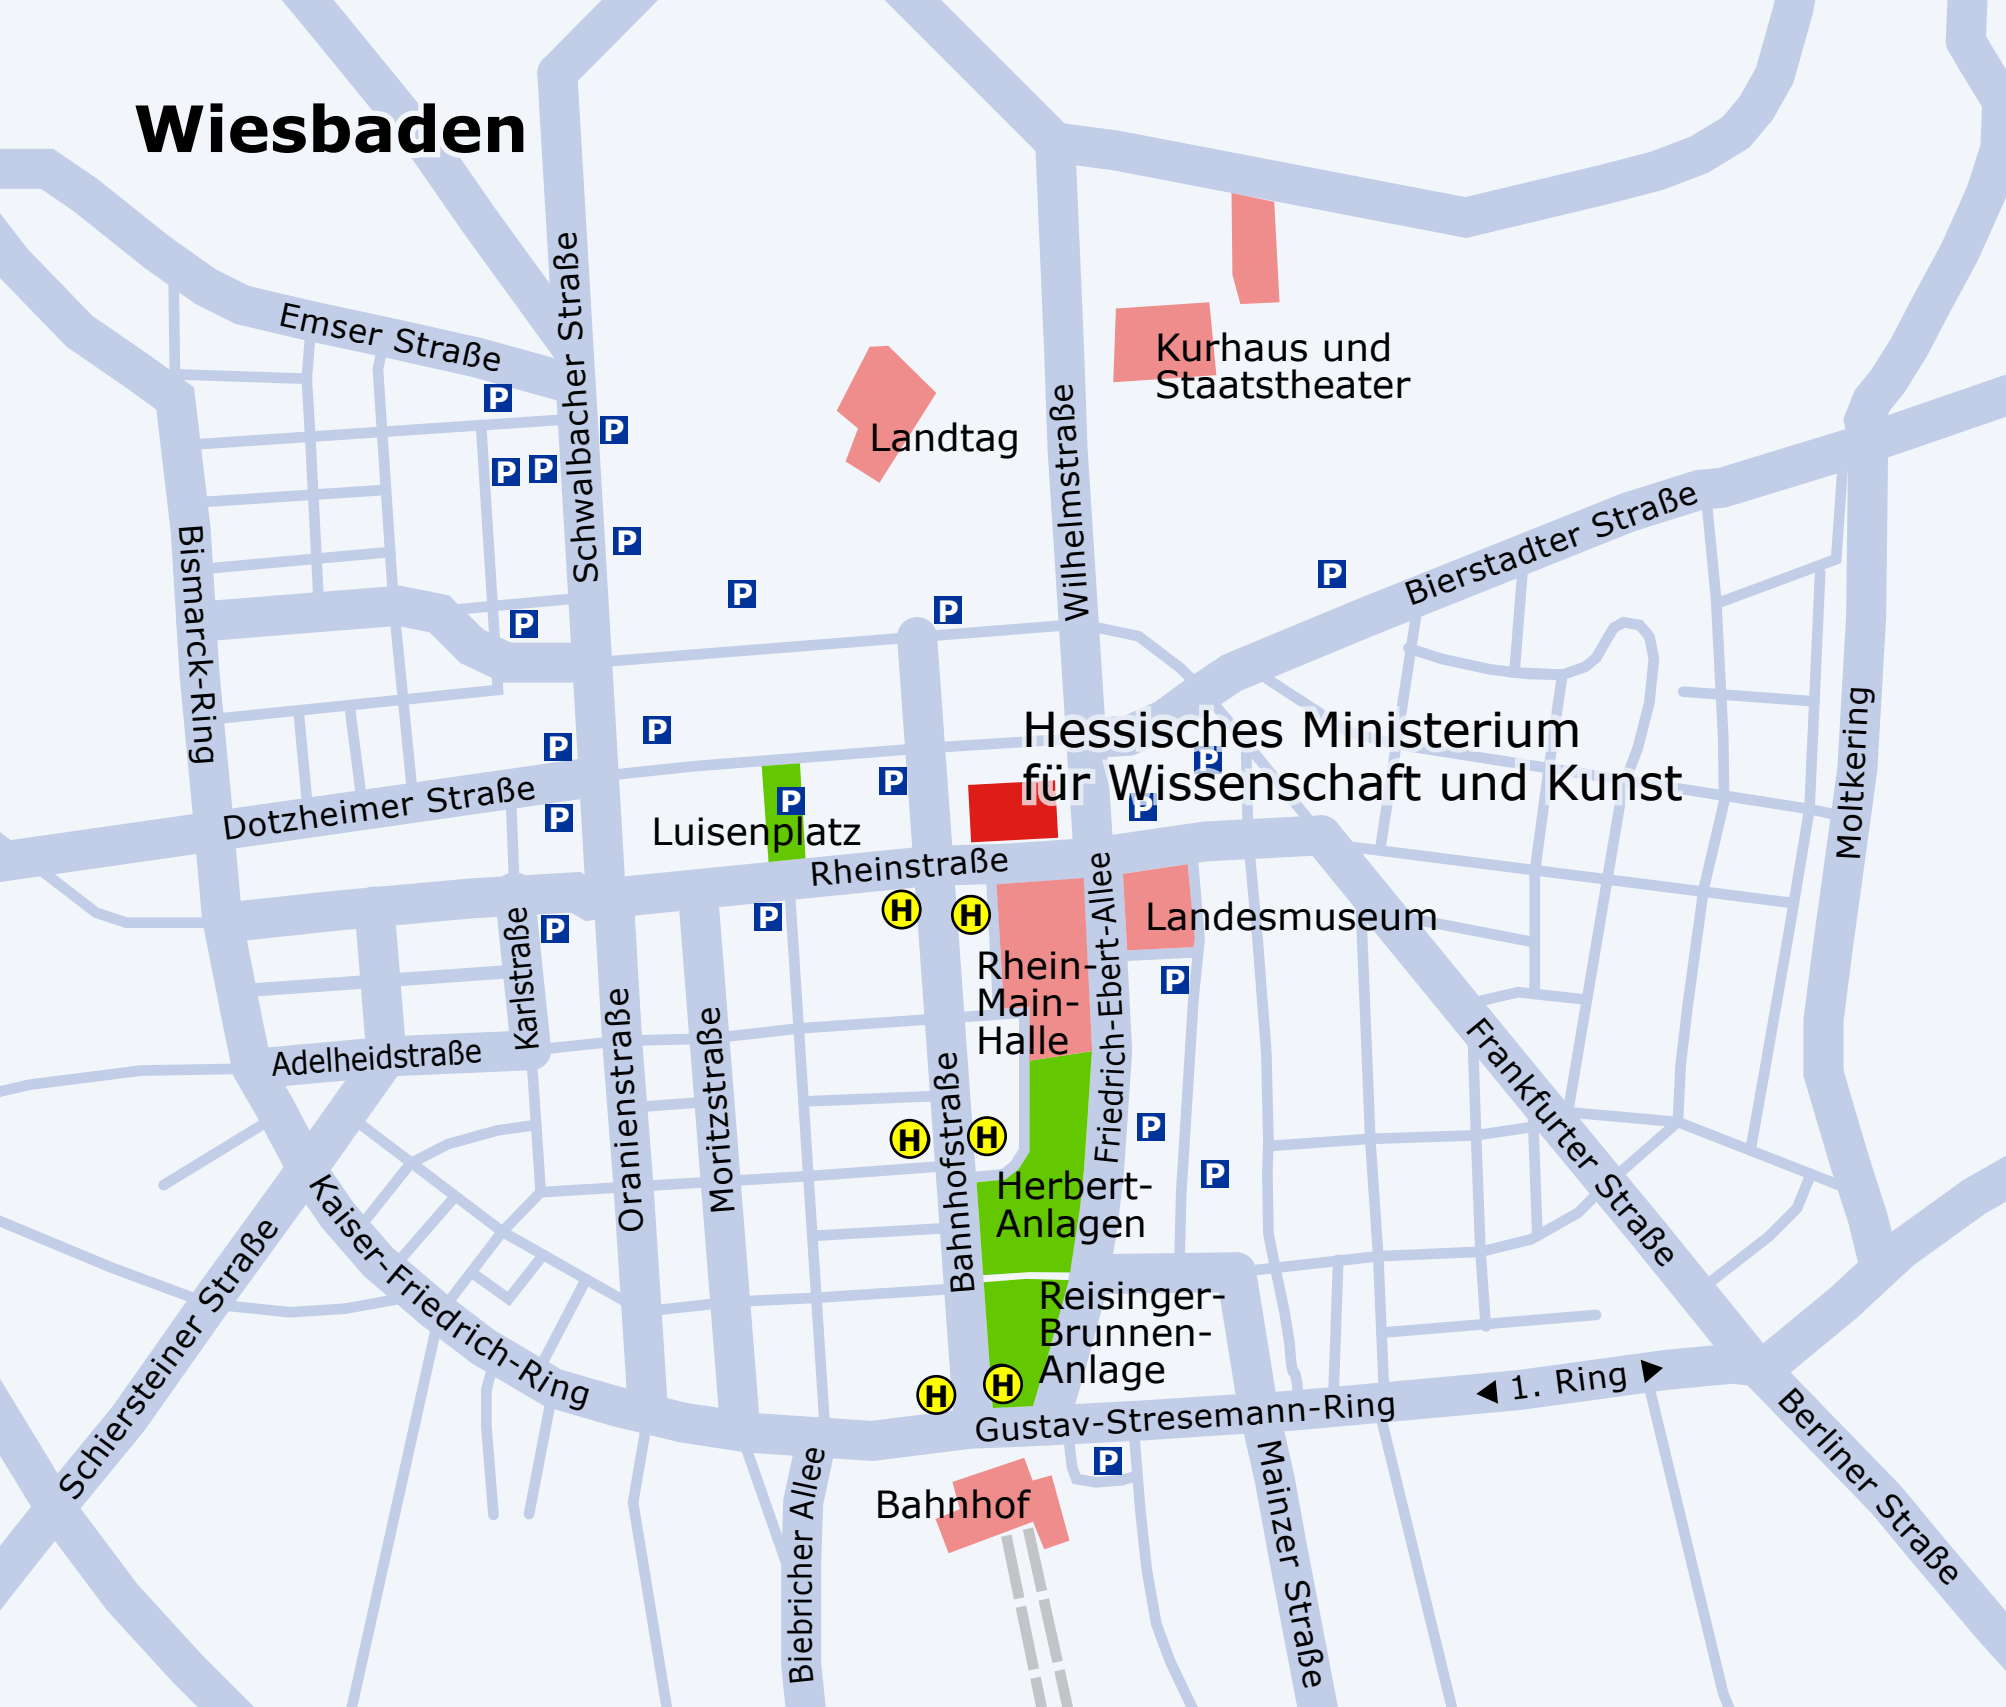 Wiesbaden
Emser Straße
Schwalbacher Straße
Wilhelmstraße
Kurhaus und
Staatstheater
Landtag
P
P
P
P
P
P
P
P
P
Bierstadter Straße
Bismarck-Ring
Moltkering
P
P
P
P
Hessisches Ministerium
für Wissenschaft und Kunst
P
P
P
P
Dotzheimer Straße
Luisenplatz
Rheinstraße
H
H
P
P
Landesmuseum
Karlstraße
Adelheidstraße
Oranienstraße
Moritzstraße
Rhein-
Main-
Halle
Friedrich-Ebert-Allee
P
Bahnhofstraße
H
H
P
P
Frankfurter Straße
Herbert-
Anlagen
Kaiser-Friedrich-Ring
Schiersteiner Straße
Reisinger-
Brunnen-
Anlage
H
H
Gustav-Stresemann-Ring
◀ 1. Ring ▶
P
Bahnhof
Biebricher Allee
Mainzer Straße
Berliner Straße